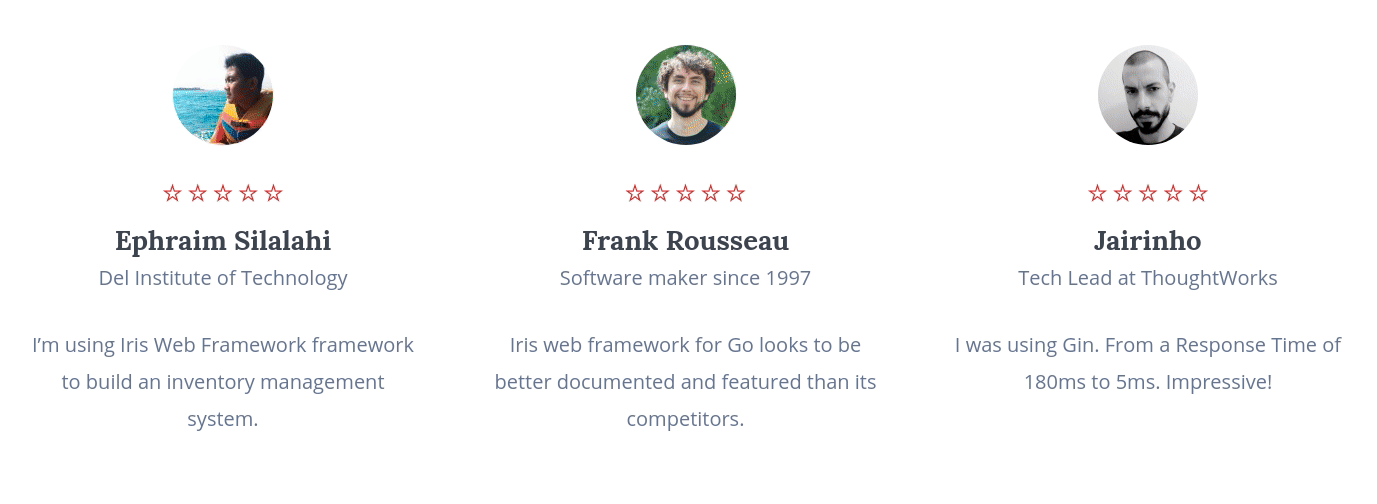 Ephraim Silalahi
Del Institute of Technology
I’m using Iris Web Framework framework
to build an inventory management
system.
Frank Rousseau
Software maker since 1997
Iris web framework for Go looks to be
better documented and featured than its
competitors.
Jairinho
Tech Lead at ThoughtWorks
I was using Gin. From a Response Time of
180ms to 5ms. Impressive!